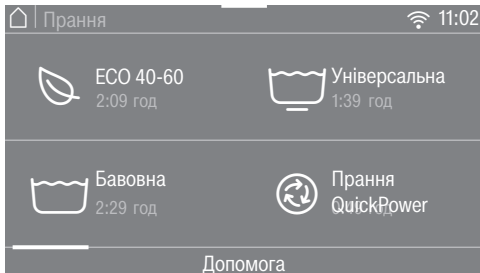 Прання 11:02
ECO 40-60 Універсальна
2:09 год 1:39 год
Бавовна Прання
2:29 год QuickPower
Допомога